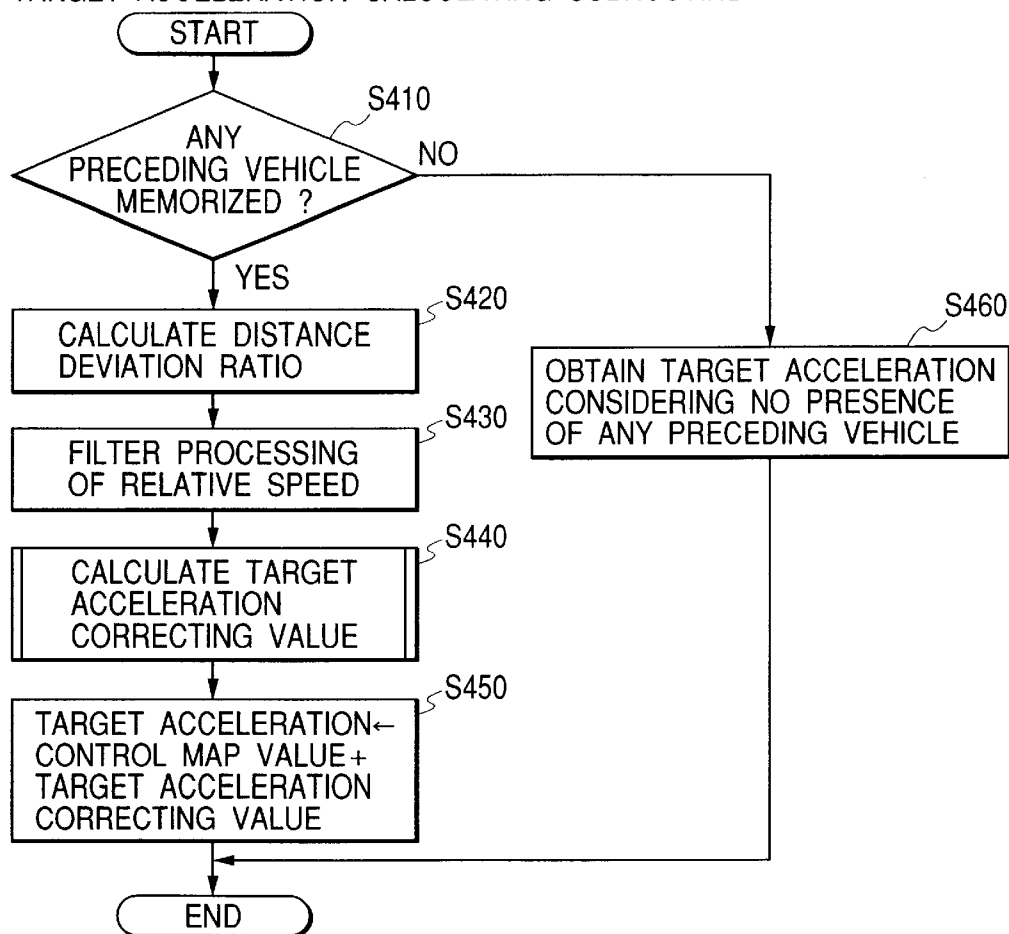 START
S410
ANY
PRECEDING VEHICLE
MEMORIZED ?
NO
YES
S420
CALCULATE DISTANCE
DEVIATION RATIO
S430
FILTER PROCESSING
OF RELATIVE SPEED
S440
CALCULATE TARGET
ACCELERATION
CORRECTING VALUE
S450
TARGET ACCELERATION←
CONTROL MAP VALUE+
TARGET ACCELERATION
CORRECTING VALUE
S460
OBTAIN TARGET ACCELERATION
CONSIDERING NO PRESENCE
OF ANY PRECEDING VEHICLE
END